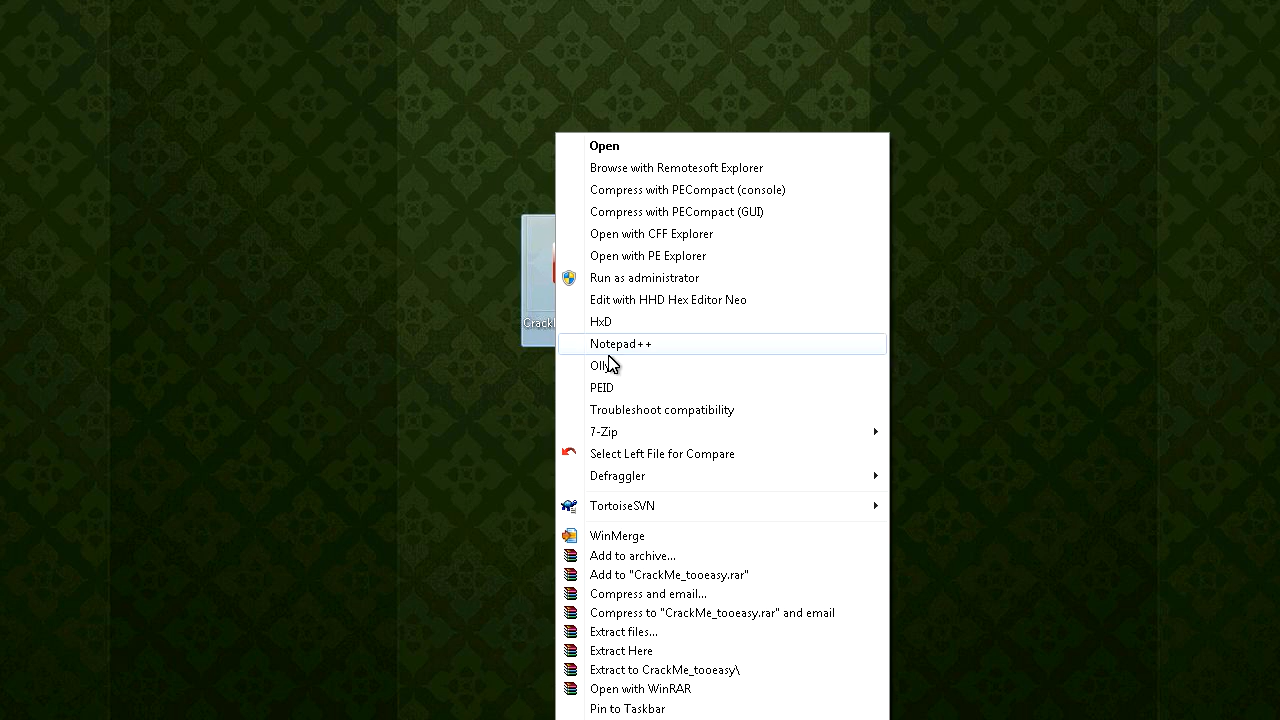 Open
Browse with Remotesoft Explorer
Compress with PECompact (console)
Compress with PECompact (GUI)
Open with CFF Explorer
Open with PE Explorer
Run as administrator
Edit with HHD Hex Editor Neo
HxD
Notepad++
PEID
Troubleshoot compatibility
7-Zip
Select Left File for Compare
Defraggler
TortoiseSVN
WinMerge
Add to archive...
Add to "CrackMe_tooeasy.rar"
Compress and email...
Compress to "CrackMe_tooeasy.rar" and email
Extract files...
Extract Here
Extract to CrackMe_tooeasy\
Open with WinRAR
Pin to Taskbar